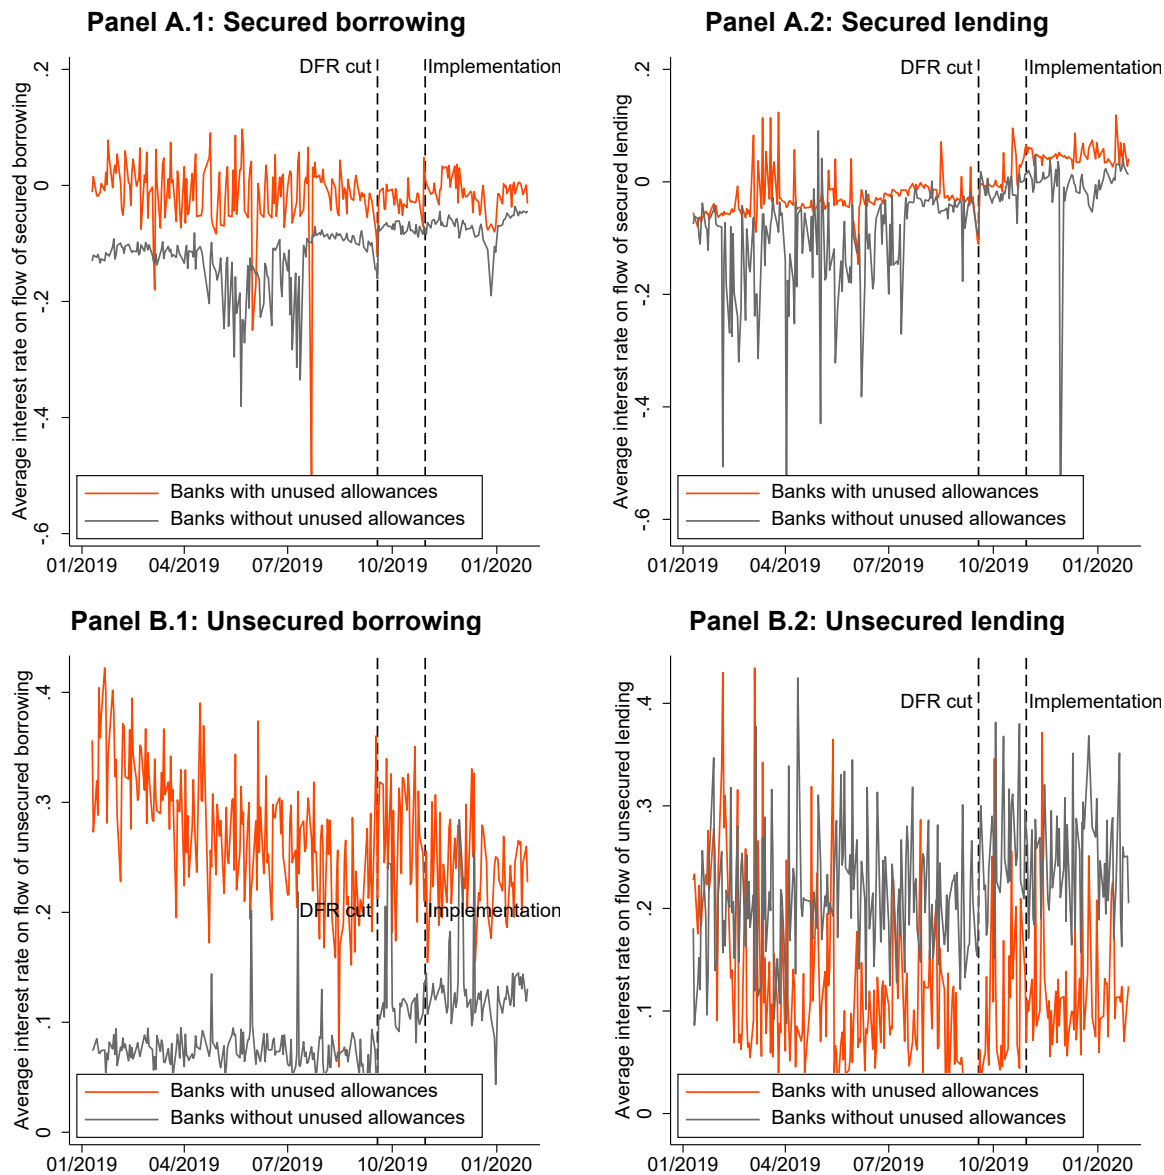 Panel A.1: Secured borrowing
Average interest rate on flow of secured borrowing
.2
0
-.2
-.4
-.6
DFR cut
Implementation
Banks with unused allowances
Banks without unused allowances
01/2019 04/2019 07/2019 10/2019 01/2020
Panel A.2: Secured lending
Average interest rate on flow of secured lending
.2
0
-.2
-.4
-.6
DFR cut
Implementation
Banks with unused allowances
Banks without unused allowances
01/2019 04/2019 07/2019 10/2019 01/2020
Panel B.1: Unsecured borrowing
Average interest rate on flow of unsecured borrowing
.4
.3
.2
.1
0
DFR cut
Implementation
Banks with unused allowances
Banks without unused allowances
01/2019 04/2019 07/2019 10/2019 01/2020
Panel B.2: Unsecured lending
Average interest rate on flow of unsecured lending
.4
.3
.2
.1
0
DFR cut
Implementation
Banks with unused allowances
Banks without unused allowances
01/2019 04/2019 07/2019 10/2019 01/2020